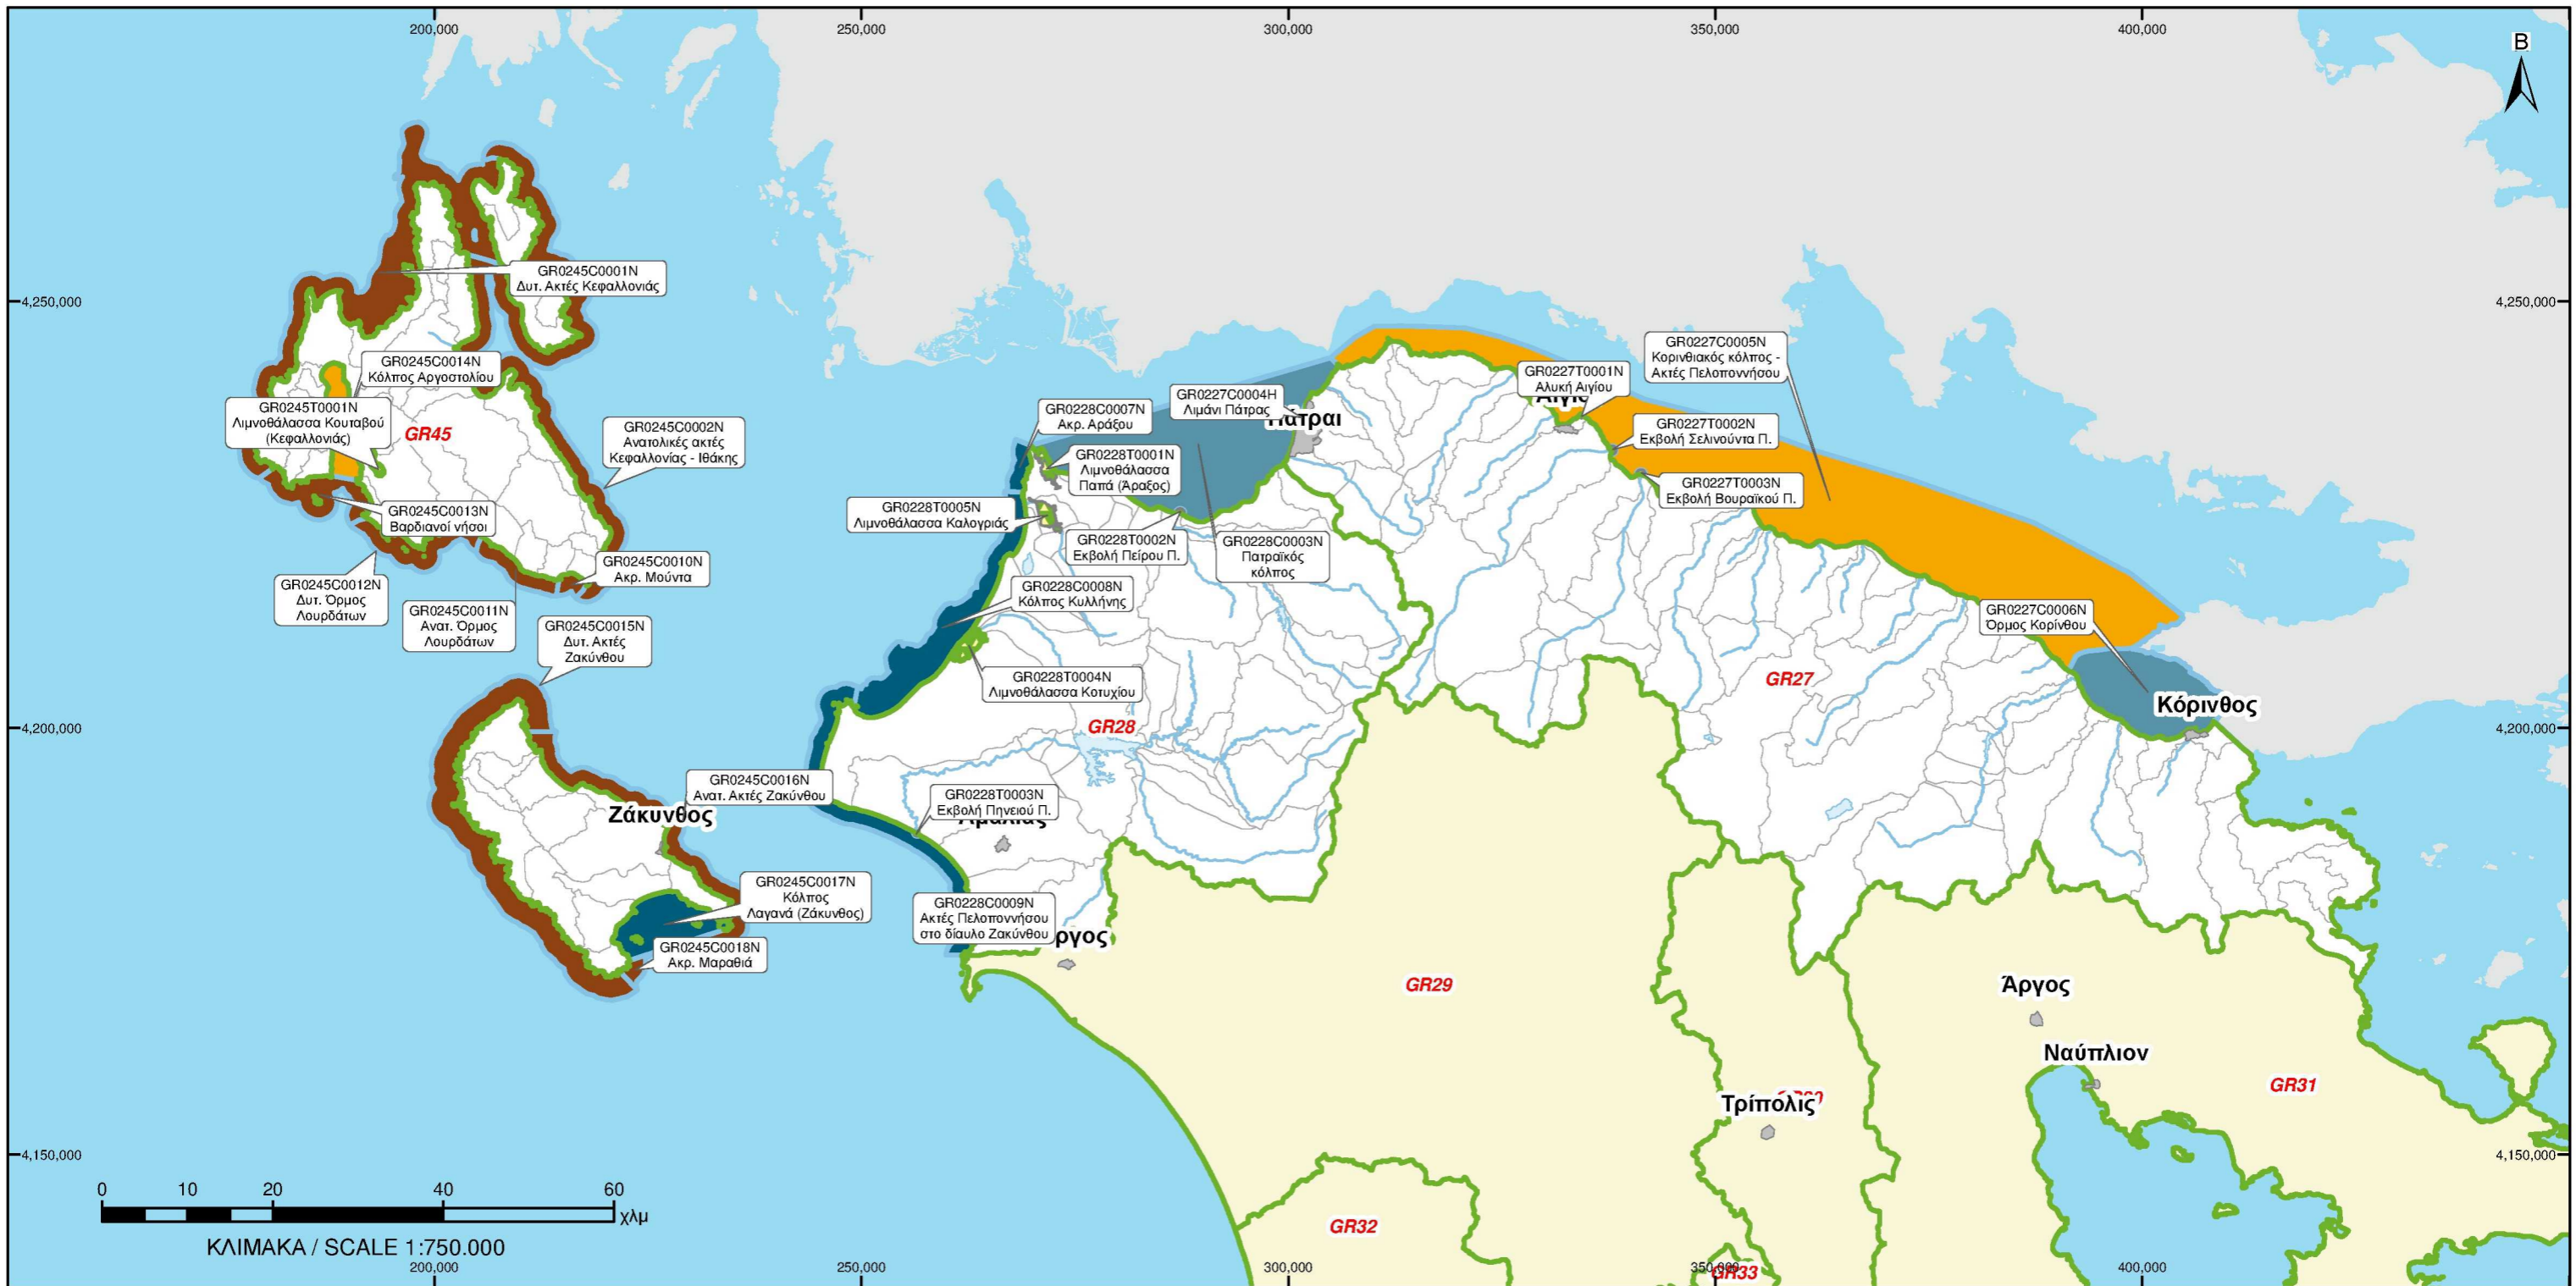 200,000
250,000
300,000
350,000
400,000
B
4,250,000
4,250,000
GR0245C0001N
Δυτ. Ακτές Κεφαλλονιάς
GR0245C0014N
Κόλπος Αργοστολίου
GR0245T0001N
Λιμνοθάλασσα Κουταβού
(Κεφαλλονιάς)
GR45
GR0245C0002N
Ανατολικές ακτές
Κεφαλλονίας - Ιθάκης
GR0245C0013N
Βαρδιανοί νήσοι
GR0245C0010N
Ακρ. Μούντα
GR0245C0012N
Δυτ. Όρμος
Λουρδάτων
GR0245C0011N
Ανατ. Όρμος
Λουρδάτων
GR0245C0015N
Δυτ. Ακτές
Ζακύνθου
GR0227C0005N
Κορινθιακός κόλπος -
Ακτές Πελοποννήσου
GR0227T0001N
Αλυκή Αιγίου
GR0227C0004H
Λιμάνι Πάτρας
GR0228C0007N
Ακρ. Αράξου
GR0227T0002N
Εκβολή Σελινούντα Π.
GR0228T0001N
Λιμνοθάλασσα
Παπά (Άραξος)
GR0227T0003N
Εκβολή Βουραϊκού Π.
GR0228T0005N
Λιμνοθάλασσα Καλογριάς
GR0228T0002N
Εκβολή Πείρου Π.
GR0228C0003N
Πατραϊκός
κόλπος
GR0228C0008N
Κόλπος Κυλλήνης
GR0227C0006N
Όρμος Κορίνθου
GR0228T0004N
Λιμνοθάλασσα Κοτυχίου
GR27
Κόρινθος
GR28
4,200,000
4,200,000
GR0245C0016N
Ανατ. Ακτές Ζακύνθου
Ζάκυνθος
GR0228T0003N
Εκβολή Πηνειού Π.
GR0245C0017N
Κόλπος
Λαγανά (Ζάκυνθος)
GR0228C0009N
Ακτές Πελοποννήσου
στο δίαυλο Ζακύνθου
ργος
GR0245C0018N
Ακρ. Μαραθιά
GR29
Άργος
Ναύπλιον
GR31
Τρίπολις
4,150,000
4,150,000
0 10 20 40 60
χλμ
GR32
ΚΛΙΜΑΚΑ / SCALE 1:750.000
GR33
200,000
250,000
300,000
350,000
400,000